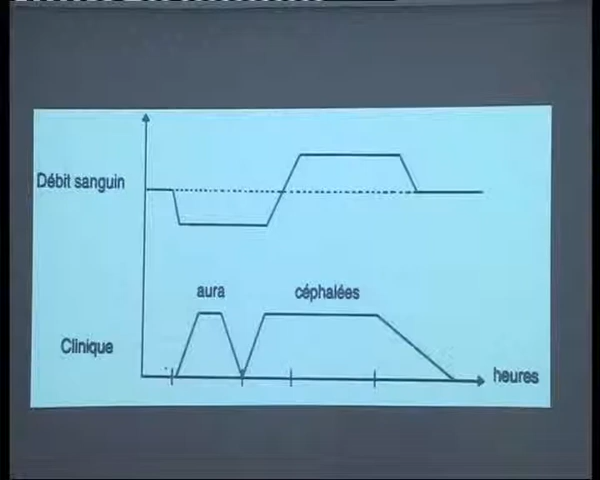 Débit sanguin
aura
céphalées
Clinique
heures